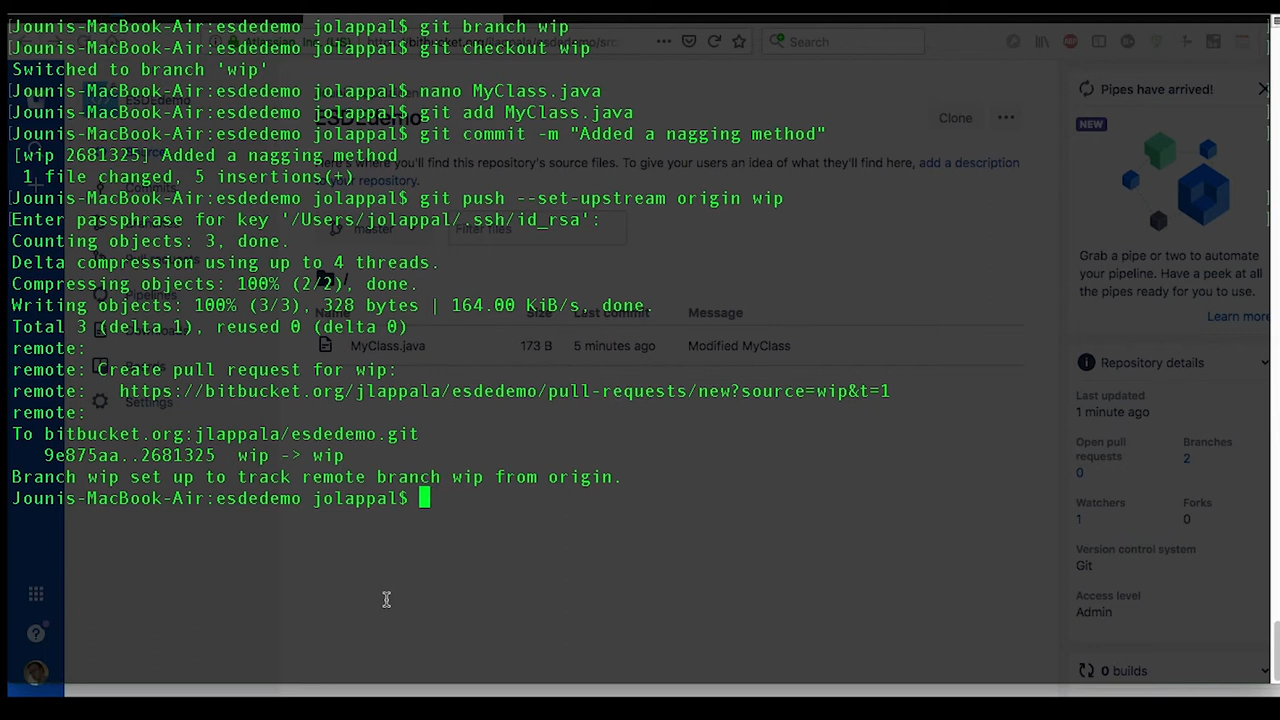 [Jounis-MacBook-Air:esdedemo jolappal$ git branch wip
[Jounis-MacBook-Air:esdedemo jolappal$ git checkout wip
Switched to branch 'wip'
[Jounis-MacBook-Air:esdedemo jolappal$ nano MyClass.java
[Jounis-MacBook-Air:esdedemo jolappal$ git add MyClass.java
[Jounis-MacBook-Air:esdedemo jolappal$ git commit -m "Added a nagging method"
[wip 2681325] Added a nagging method
1 file changed, 5 insertions(+)
[Jounis-MacBook-Air:esdedemo jolappal$ git push --set-upstream origin wip
[Enter passphrase for key '/Users/jolappal/.ssh/id_rsa':
Counting objects: 3, done.
Delta compression using up to 4 threads.
Compressing objects: 100% (2/2), done.
Writing objects: 100% (3/3), 328 bytes | 164.00 KiB/s, done.
Total 3 (delta 1), reused 0 (delta 0)
remote:
remote: Create pull request for wip:
remote:   https://bitbucket.org/jlappala/esdedemo/pull-requests/new?source=wip&t=1
remote:
To bitbucket.org:jlappala/esdedemo.git
9e875aa..2681325  wip -> wip
Branch wip set up to track remote branch wip from origin.
Jounis-MacBook-Air:esdedemo jolappal$
Search
ESDEdemo
Clone
Here's where you'll find this repository's source files. To give your users an idea of what they'll find here, add a description
to your repository.
master
Filter files
/
Name Size Last commit Message
MyClass.java 173 B 5 minutes ago Modified MyClass
Commits
Pipelines
Settings
Pipes have arrived!
NEW
Grab a pipe or two to automate
your pipeline. Have a peek at all
the pipes ready for you to use.
Learn more
Repository details
Last updated
1 minute ago
Open pull
requests
0
Branches
2
Watchers
1
Forks
0
Version control system
Git
Access level
Admin
0 builds